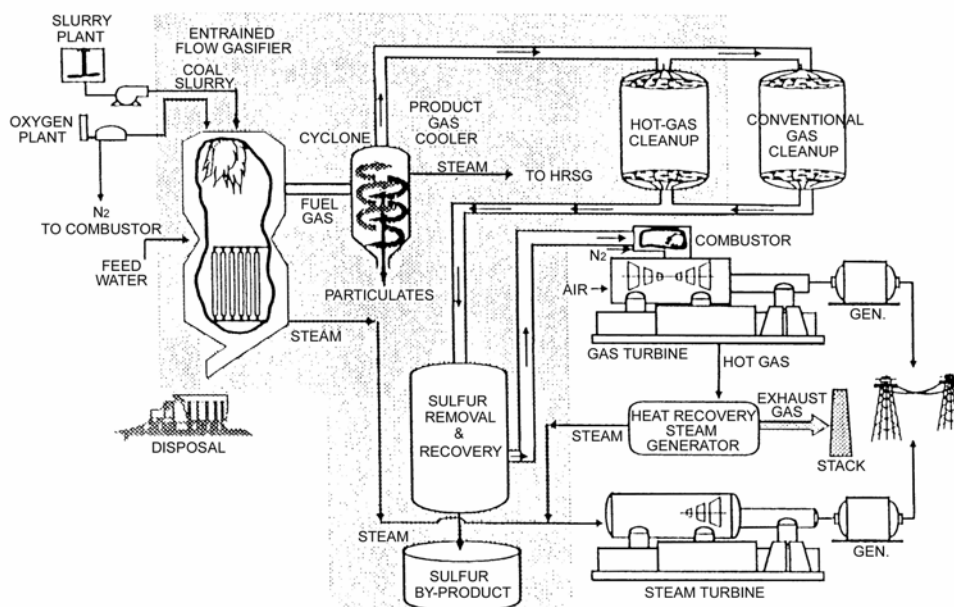 SLURRY
PLANT
ENTRAINED
FLOW GASIFIER
COAL
SLURRY
OXYGEN
PLANT
N2
TO COMBUSTOR
FEED
WATER
CYCLONE
PRODUCT
GAS
COOLER
STEAM
TO HRSG
FUEL
GAS
PARTICULATES
HOT-GAS
CLEANUP
CONVENTIONAL
GAS
CLEANUP
COMBUSTOR
N2
AIR
GAS TURBINE
GEN.
HOT GAS
STEAM
DISPOSAL
SULFUR
REMOVAL
&
RECOVERY
STEAM
HEAT RECOVERY
STEAM
GENERATOR
EXHAUST
GAS
STACK
STEAM
SULFUR
BY-PRODUCT
STEAM TURBINE
GEN.